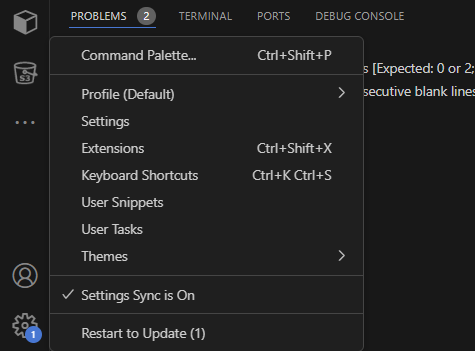 PROBLEMS 2 TERMINAL PORTS DEBUG CONSOLE
S3
Command Palette... Ctrl+Shift+P
s [Expected: 0 or 2;
Profile (Default)
secutive blank lines
Settings
Extensions Ctrl+Shift+X
Keyboard Shortcuts Ctrl+K Ctrl+S
User Snippets
User Tasks
Themes
Settings Sync is On
1
Restart to Update (1)